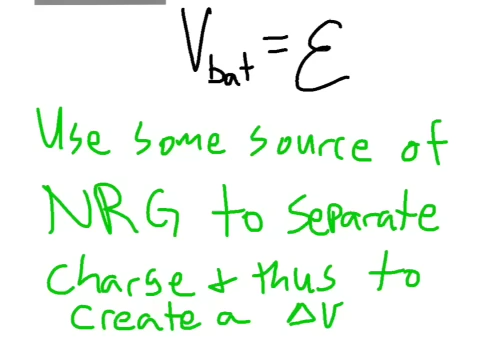 V_bat = ℰ
Use some source of
NRG to separate
charge + thus to
create a ΔV